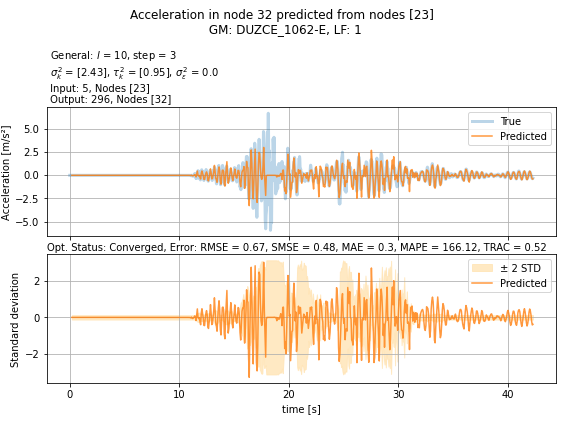 Acceleration in node 32 predicted from nodes [23]
GM: DUZCE_1062-E, LF: 1
General: l = 10, step = 3
σ²ₖ = [2.43], τ²ₖ = [0.95], σ²ε = 0.0
Input: 5, Nodes [23]
Output: 296, Nodes [32]
Acceleration [m/s²]
5.0
2.5
0.0
−2.5
−5.0
True
Predicted
Opt. Status: Converged, Error: RMSE = 0.67, SMSE = 0.48, MAE = 0.3, MAPE = 166.12, TRAC = 0.52
Standard deviation
2
0
−2
± 2 STD
Predicted
0 10 20 30 40
time [s]